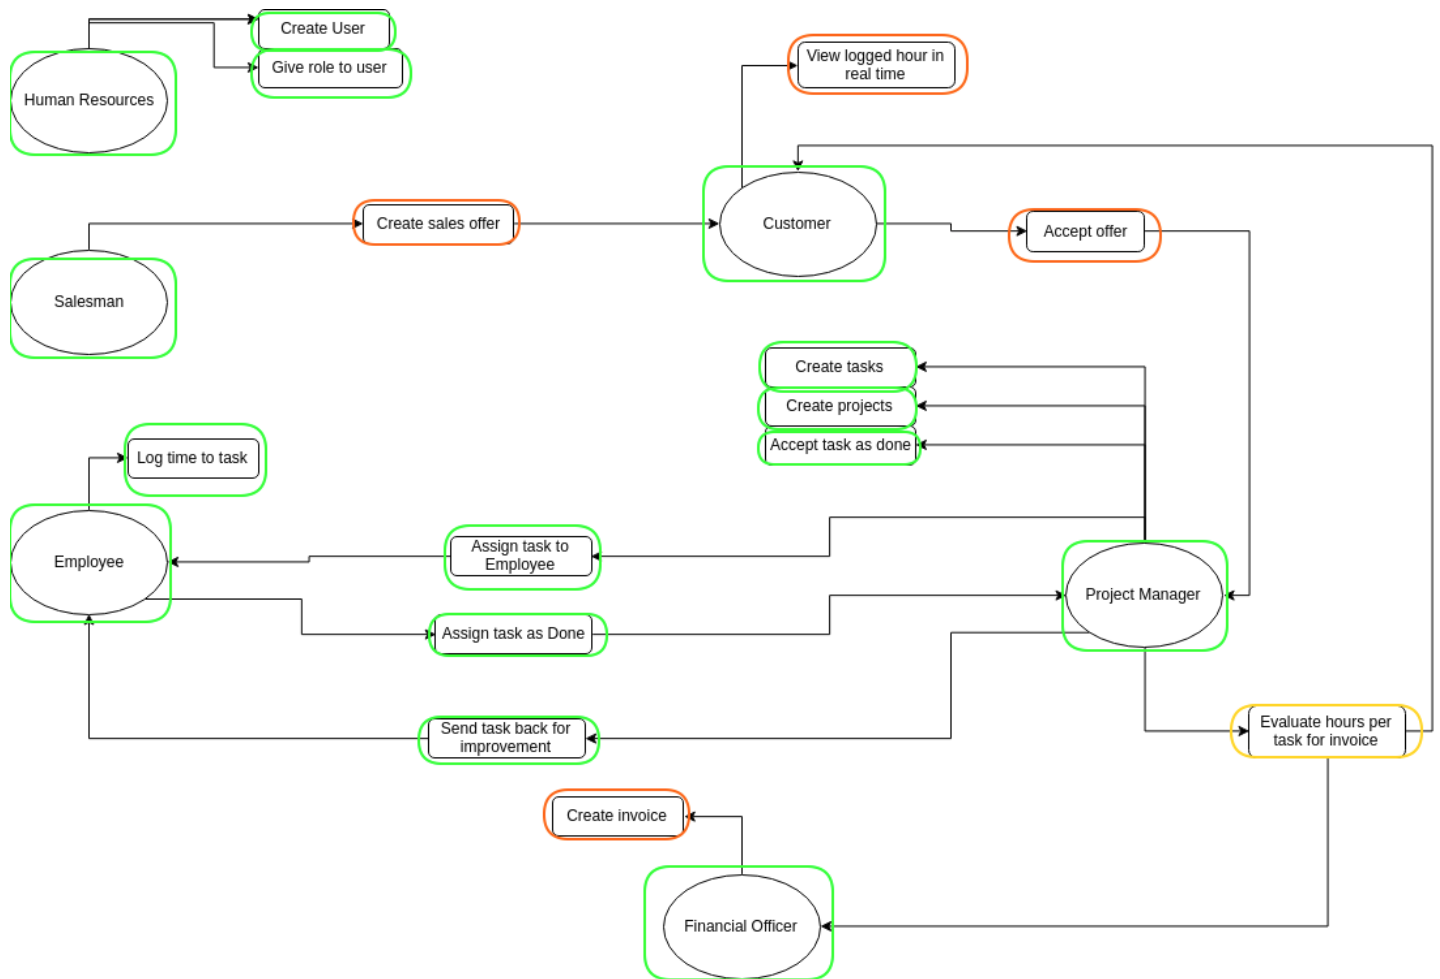 Create User
Give role to user
Human Resources
View logged hour in
real time
Create sales offer
Customer
Accept offer
Salesman
Create tasks
Create projects
Accept task as done
Log time to task
Assign task to
Employee
Employee
Project Manager
Assign task as Done
Send task back for
improvement
Evaluate hours per
task for invoice
Create invoice
Financial Officer